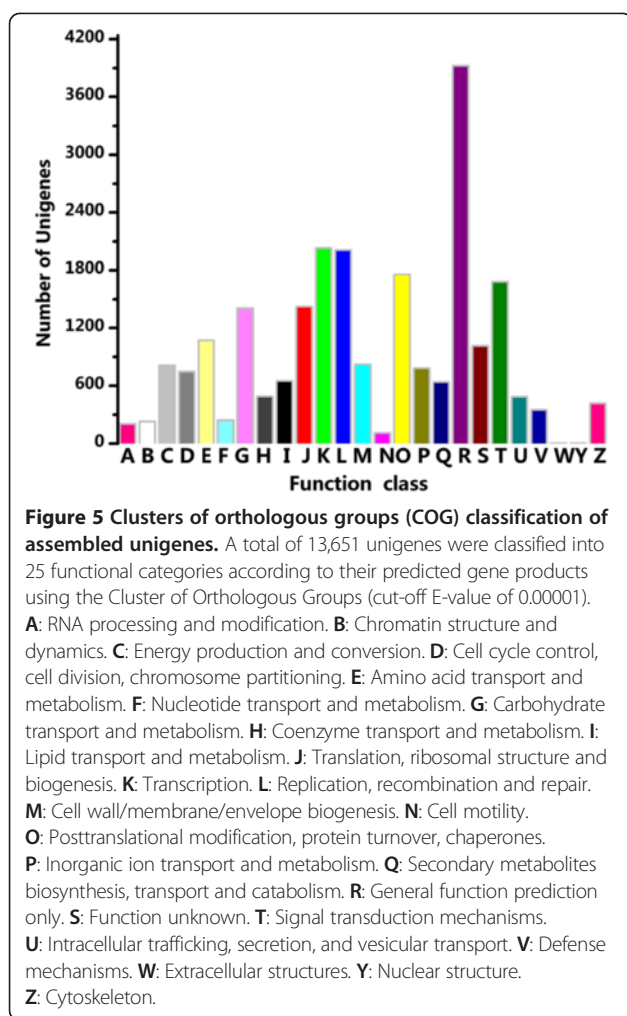 4200
3600
3000
2400
1800
1200
600
0
Number of Unigenes
A B C D E F G H I J K L M N O P Q R S T U V W Y Z
Function class
Figure 5 Clusters of orthologous groups (COG) classification of
assembled unigenes. A total of 13,651 unigenes were classified into
25 functional categories according to their predicted gene products
using the Cluster of Orthologous Groups (cut-off E-value of 0.00001).
A: RNA processing and modification. B: Chromatin structure and
dynamics. C: Energy production and conversion. D: Cell cycle control,
cell division, chromosome partitioning. E: Amino acid transport and
metabolism. F: Nucleotide transport and metabolism. G: Carbohydrate
transport and metabolism. H: Coenzyme transport and metabolism. I:
Lipid transport and metabolism. J: Translation, ribosomal structure and
biogenesis. K: Transcription. L: Replication, recombination and repair.
M: Cell wall/membrane/envelope biogenesis. N: Cell motility.
O: Posttranslational modification, protein turnover, chaperones.
P: Inorganic ion transport and metabolism. Q: Secondary metabolites
biosynthesis, transport and catabolism. R: General function prediction
only. S: Function unknown. T: Signal transduction mechanisms.
U: Intracellular trafficking, secretion, and vesicular transport. V: Defense
mechanisms. W: Extracellular structures. Y: Nuclear structure.
Z: Cytoskeleton.